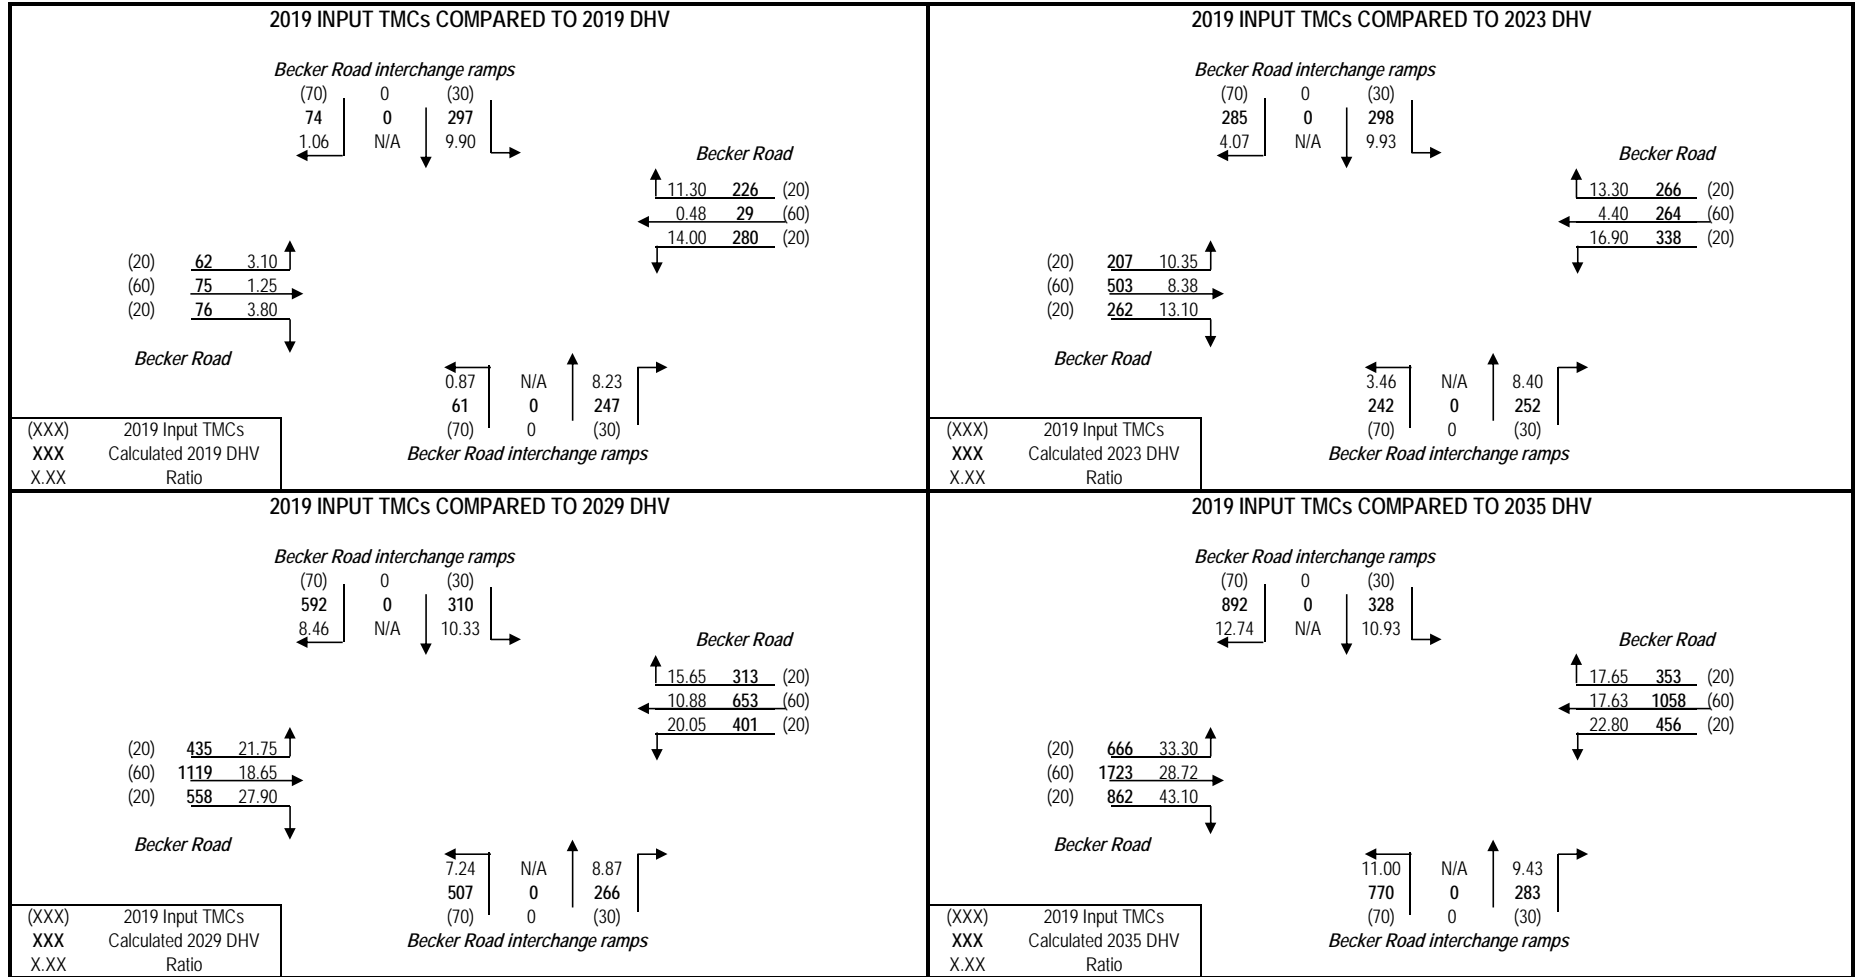 2019 INPUT TMCs COMPARED TO 2019 DHV
Becker Road interchange ramps
(70) 0 (30)
74 0 297
1.06 N/A 9.90
Becker Road
11.30 226 (20)
0.48 29 (60)
14.00 280 (20)
(20) 62 3.10
(60) 75 1.25
(20) 76 3.80
Becker Road
0.87 N/A 8.23
61 0 247
(70) 0 (30)
Becker Road interchange ramps
(XXX) 2019 Input TMCs
XXX Calculated 2019 DHV
X.XX Ratio
2019 INPUT TMCs COMPARED TO 2023 DHV
Becker Road interchange ramps
(70) 0 (30)
285 0 298
4.07 N/A 9.93
Becker Road
13.30 266 (20)
4.40 264 (60)
16.90 338 (20)
(20) 207 10.35
(60) 503 8.38
(20) 262 13.10
Becker Road
3.46 N/A 8.40
242 0 252
(70) 0 (30)
Becker Road interchange ramps
(XXX) 2019 Input TMCs
XXX Calculated 2023 DHV
X.XX Ratio
2019 INPUT TMCs COMPARED TO 2029 DHV
Becker Road interchange ramps
(70) 0 (30)
592 0 310
8.46 N/A 10.33
Becker Road
15.65 313 (20)
10.88 653 (60)
20.05 401 (20)
(20) 435 21.75
(60) 1119 18.65
(20) 558 27.90
Becker Road
7.24 N/A 8.87
507 0 266
(70) 0 (30)
Becker Road interchange ramps
(XXX) 2019 Input TMCs
XXX Calculated 2029 DHV
X.XX Ratio
2019 INPUT TMCs COMPARED TO 2035 DHV
Becker Road interchange ramps
(70) 0 (30)
892 0 328
12.74 N/A 10.93
Becker Road
17.65 353 (20)
17.63 1058 (60)
22.80 456 (20)
(20) 666 33.30
(60) 1723 28.72
(20) 862 43.10
Becker Road
11.00 N/A 9.43
770 0 283
(70) 0 (30)
Becker Road interchange ramps
(XXX) 2019 Input TMCs
XXX Calculated 2035 DHV
X.XX Ratio